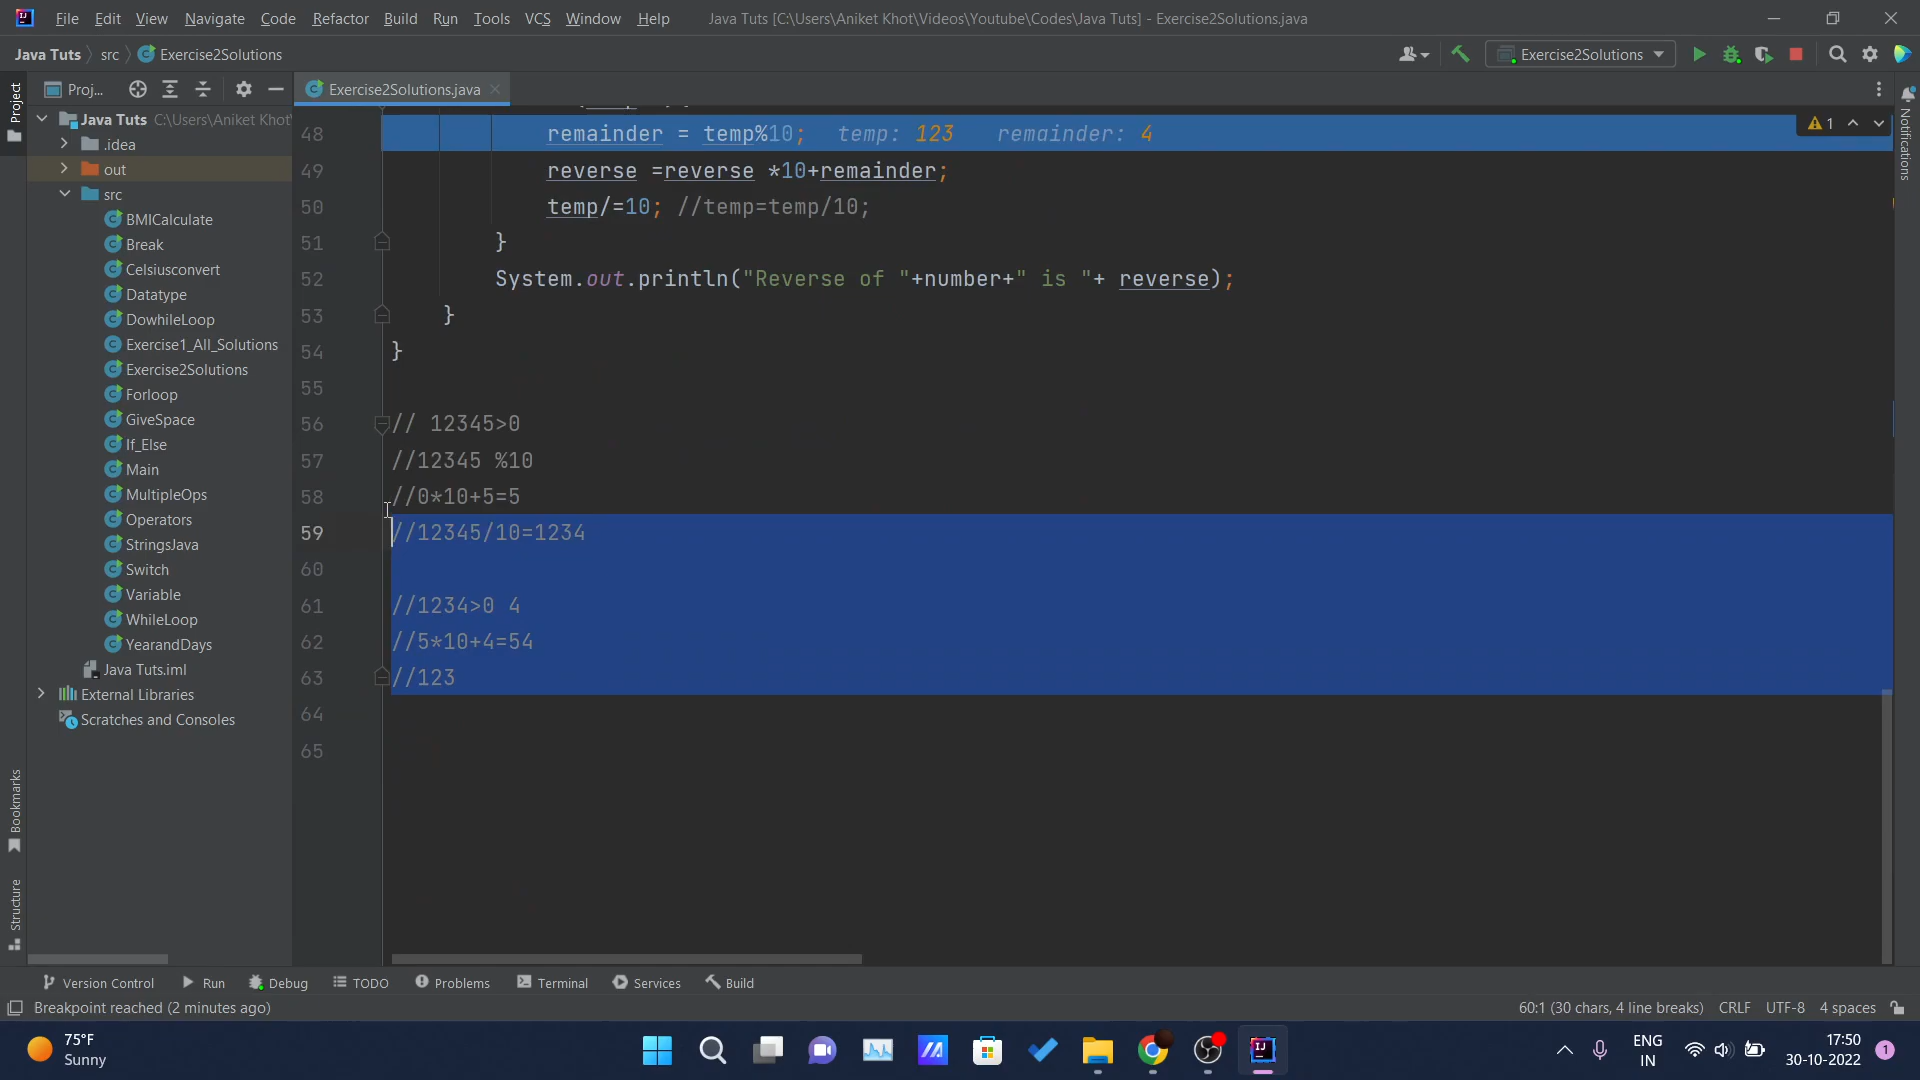 File Edit View Navigate Code Refactor Build Run Tools VCS Window Help Java Tuts [C:\Users\Aniket Khot\Videos\Youtube\Codes\Java Tuts] - Exercise2Solutions.java
Java Tuts src Exercise2Solutions Exercise2Solutions
Project
Proj...
Exercise2Solutions.java
Notifications
Java Tuts C:\Users\Aniket Khot\
.idea
out
src
BMICalculate
Break
Celsiusconvert
Datatype
DowhileLoop
Exercise1_All_Solutions
Exercise2Solutions
Forloop
GiveSpace
If_Else
Main
MultipleOps
Operators
StringsJava
Switch
Variable
WhileLoop
YearandDays
Java Tuts.iml
External Libraries
Scratches and Consoles
48 remainder = temp%10; temp: 123 remainder: 4
1
49 reverse =reverse *10+remainder;
50 temp/=10; //temp=temp/10;
51 }
52 System.out.println("Reverse of "+number+" is "+ reverse);
53 }
54 }
55
56 // 12345>0
57 //12345 %10
58 //0*10+5=5
59 //12345/10=1234
60
61 //1234>0 4
62 //5*10+4=54
63 //123
64
65
Bookmarks
Structure
Version Control Run Debug TODO Problems Terminal Services Build
Breakpoint reached (2 minutes ago) 60:1 (30 chars, 4 line breaks) CRLF UTF-8 4 spaces
75°F
Sunny
ENG
IN
17:50
30-10-2022
1